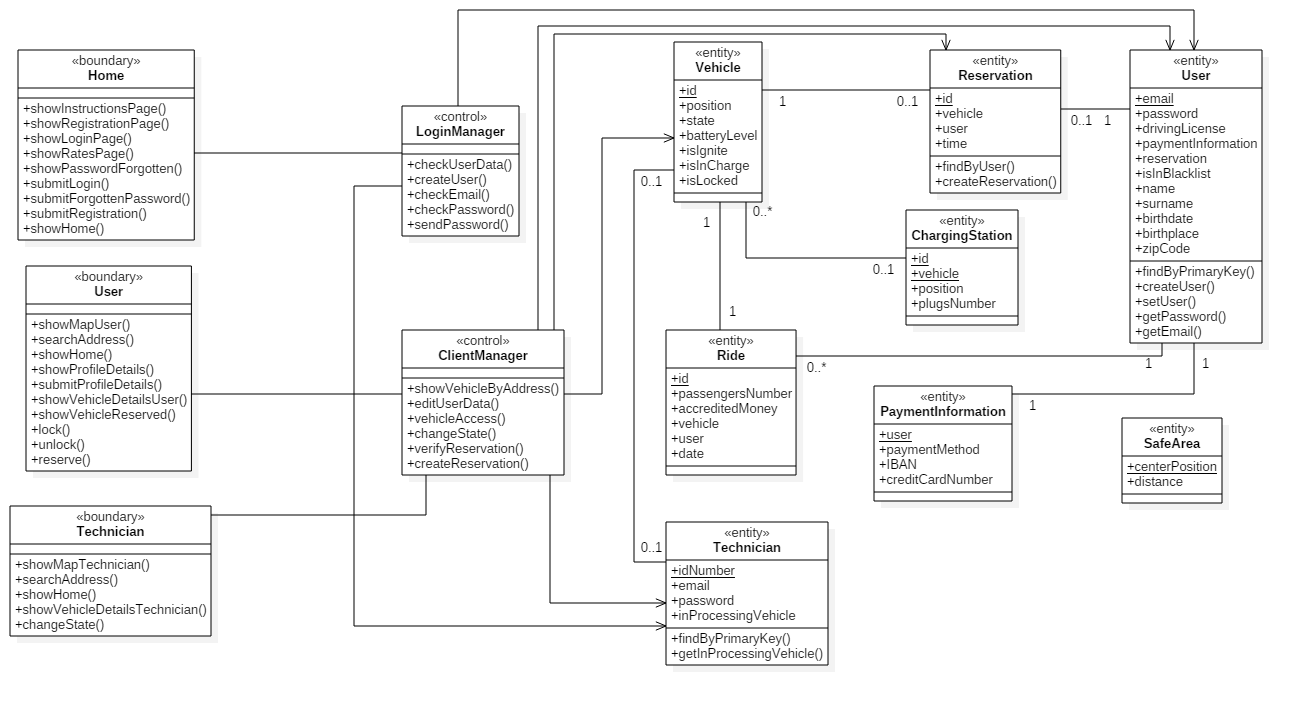 «boundary»
Home
+showInstructionsPage()
+showRegistrationPage()
+showLoginPage()
+showRatesPage()
+showPasswordForgotten()
+submitLogin()
+submitForgottenPassword()
+submitRegistration()
+showHome()
«boundary»
User
+showMapUser()
+searchAddress()
+showHome()
+showProfileDetails()
+submitProfileDetails()
+showVehicleDetailsUser()
+showVehicleReserved()
+lock()
+unlock()
+reserve()
«boundary»
Technician
+showMapTechnician()
+searchAddress()
+showHome()
+showVehicleDetailsTechnician()
+changeState()
«control»
LoginManager
+checkUserData()
+createUser()
+checkEmail()
+checkPassword()
+sendPassword()
«control»
ClientManager
+showVehicleByAddress()
+editUserData()
+vehicleAccess()
+changeState()
+verifyReservation()
+createReservation()
«entity»
Vehicle
+id
+position
+state
+batteryLevel
+isIgnite
+isInCharge
+isLocked
1
0..1
0..1
0..*
1
1
0..1
«entity»
Reservation
+id
+vehicle
+user
+time
+findByUser()
+createReservation()
0..1
1
«entity»
ChargingStation
+id
+vehicle
+position
+plugsNumber
0..1
«entity»
User
+email
+password
+drivingLicense
+paymentInformation
+reservation
+isInBlacklist
+name
+surname
+birthdate
+birthplace
+zipCode
+findByPrimaryKey()
+createUser()
+setUser()
+getPassword()
+getEmail()
1
1
«entity»
Ride
+id
+passengersNumber
+accreditedMoney
+vehicle
+user
+date
0..*
«entity»
PaymentInformation
+user
+paymentMethod
+IBAN
+creditCardNumber
1
«entity»
SafeArea
+centerPosition
+distance
«entity»
Technician
+idNumber
+email
+password
+inProcessingVehicle
+findByPrimaryKey()
+getInProcessingVehicle()